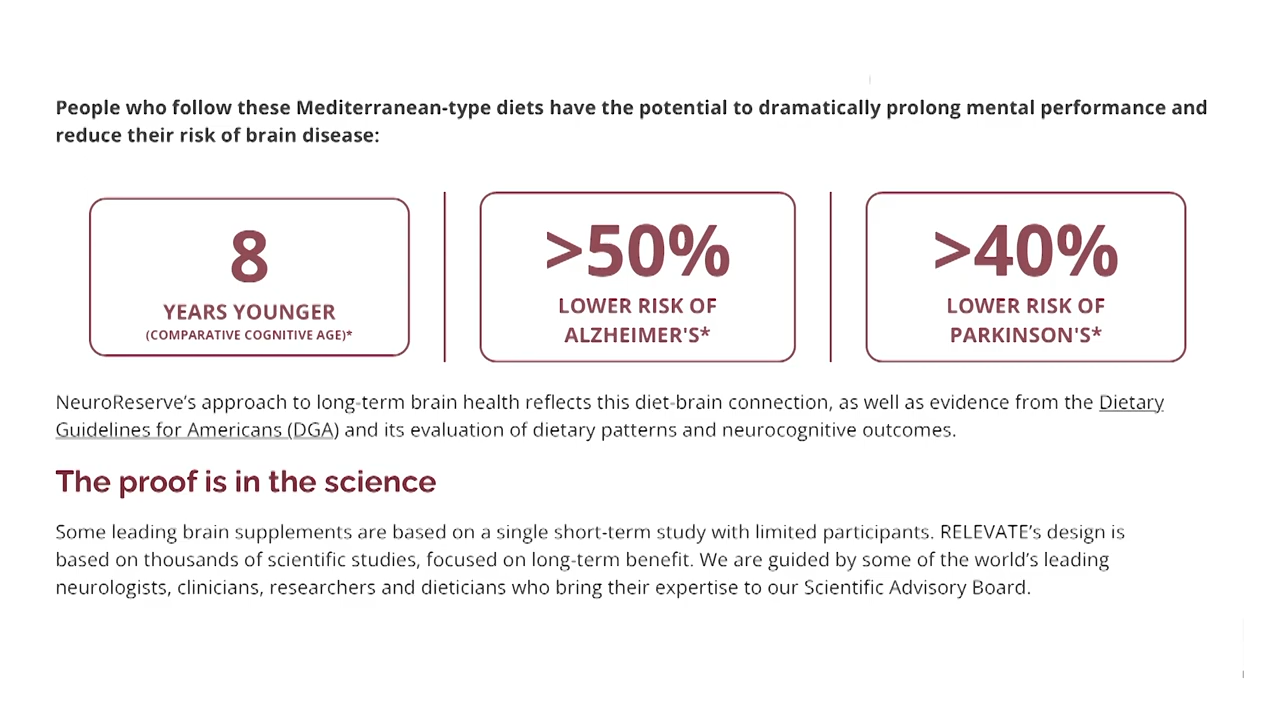 People who follow these Mediterranean-type diets have the potential to dramatically prolong mental performance and
reduce their risk of brain disease:
8
YEARS YOUNGER
(COMPARATIVE COGNITIVE AGE)*
>50%
LOWER RISK OF
ALZHEIMER'S*
>40%
LOWER RISK OF
PARKINSON'S*
NeuroReserve’s approach to long-term brain health reflects this diet-brain connection, as well as evidence from the Dietary
Guidelines for Americans (DGA) and its evaluation of dietary patterns and neurocognitive outcomes.
The proof is in the science
Some leading brain supplements are based on a single short-term study with limited participants. RELEVATE’s design is
based on thousands of scientific studies, focused on long-term benefit. We are guided by some of the world’s leading
neurologists, clinicians, researchers and dieticians who bring their expertise to our Scientific Advisory Board.